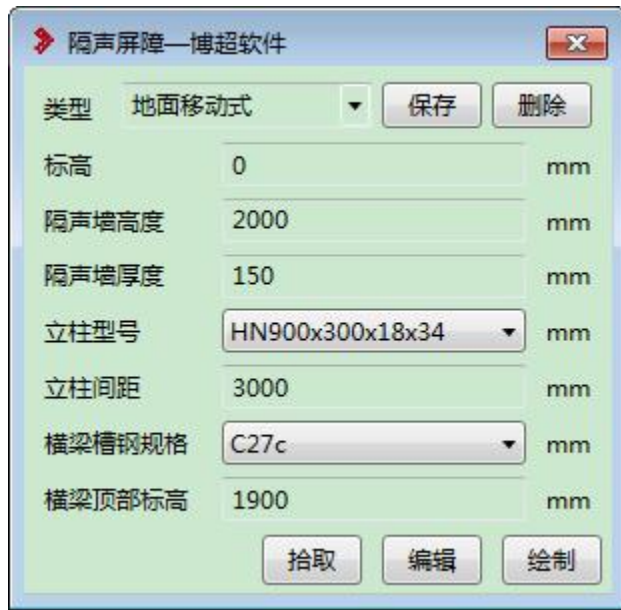 隔声屏障—博超软件
类型 地面移动式 保存 删除
标高 0 mm
隔声墙高度 2000 mm
隔声墙厚度 150 mm
立柱型号 HN900x300x18x34 mm
立柱间距 3000 mm
横梁槽钢规格 C27c mm
横梁顶部标高 1900 mm
拾取 编辑 绘制